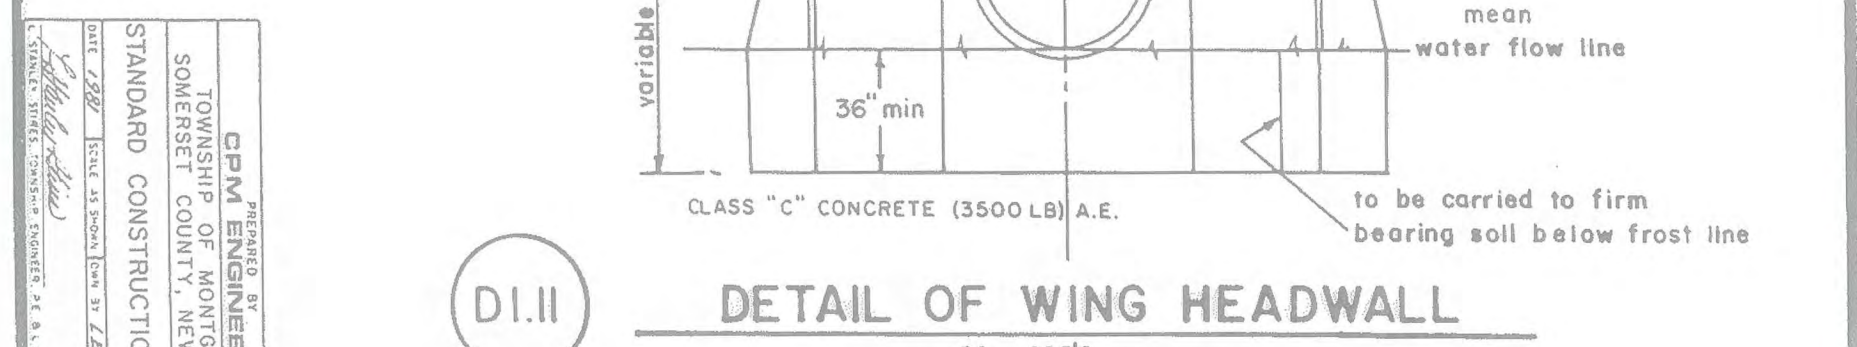 variable
mean
water flow line
36" min
CLASS "C" CONCRETE (3500 LB) A.E.
to be carried to firm
bearing soil below frost line
D1.11
DETAIL OF WING HEADWALL
PREPARED BY
CPM ENGINEE
TOWNSHIP OF MONTG
SOMERSET COUNTY, NEW
STANDARD CONSTRUCTIO
DATE 1981 SCALE AS SHOWN DWN BY
STANLEY STIRES, TOWNSHIP ENGINEER, P.E. &